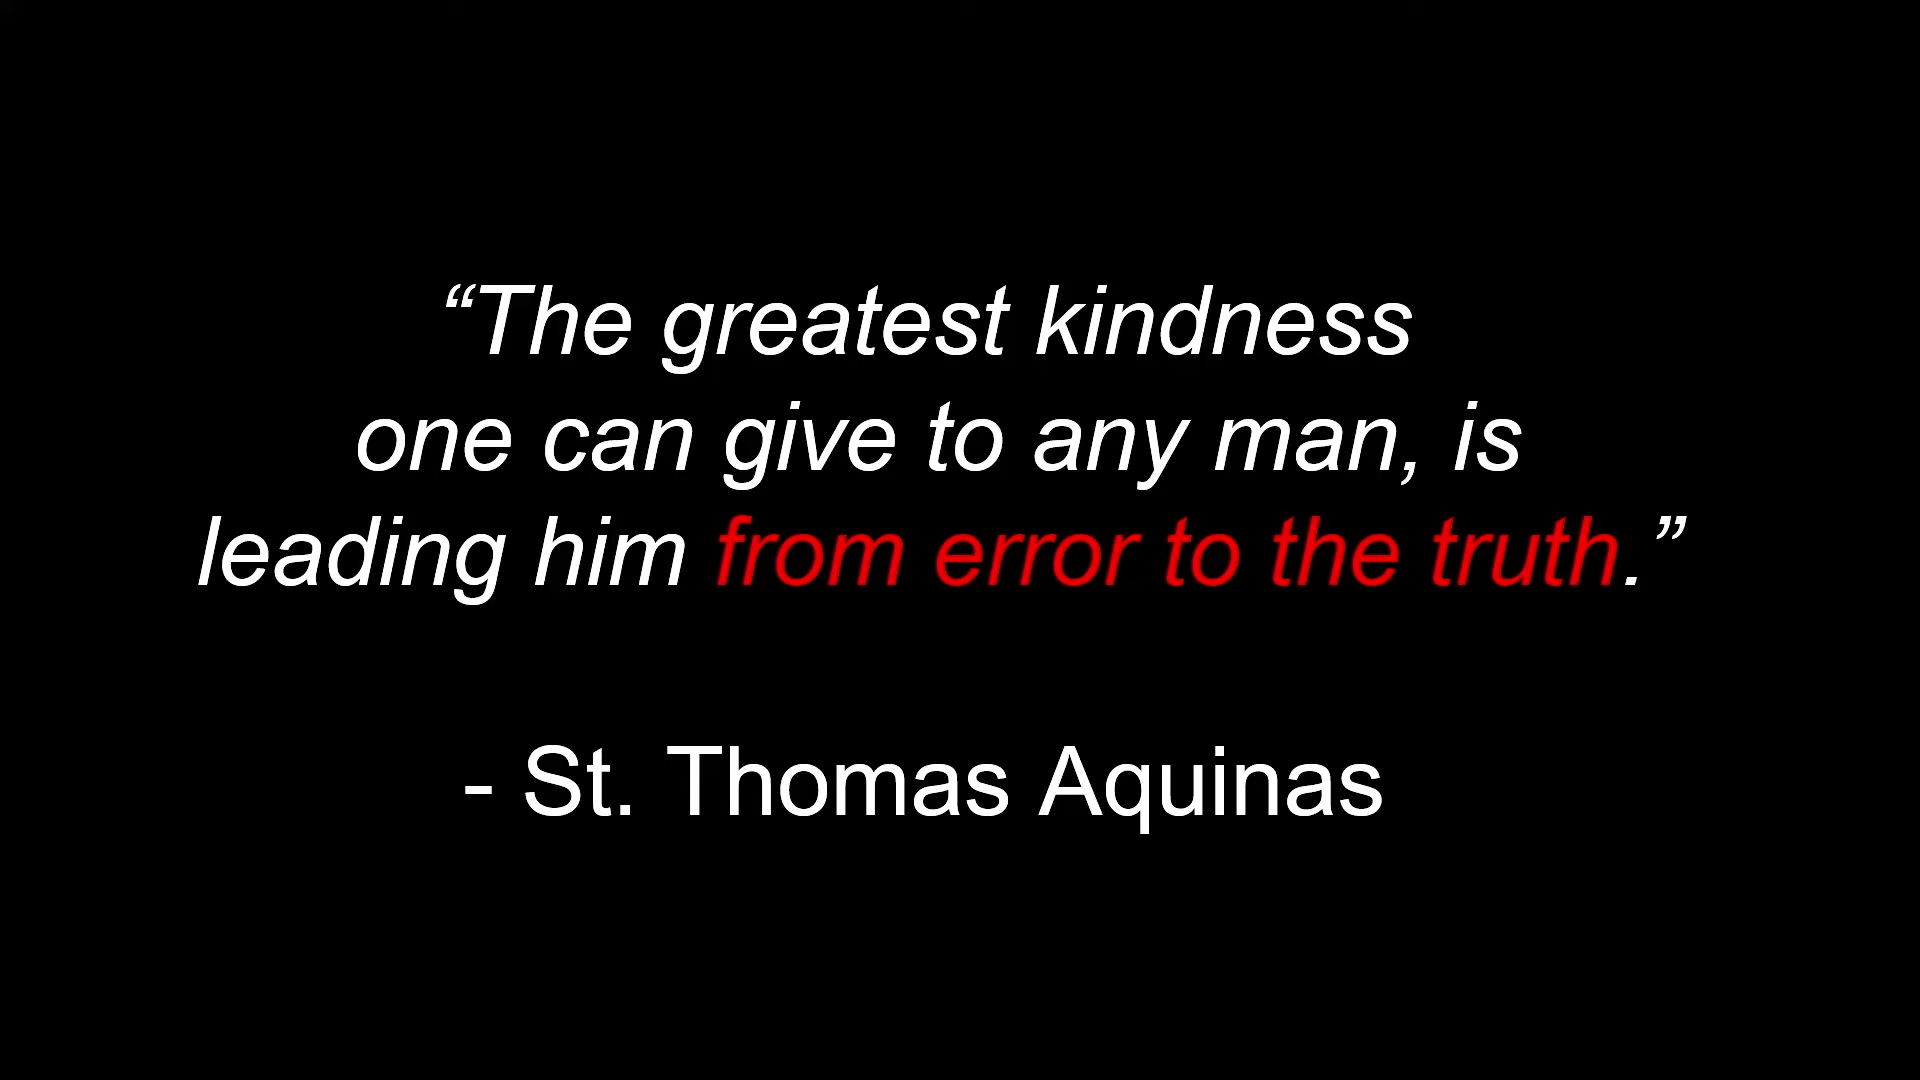 “The greatest kindness
one can give to any man, is
leading him from error to the truth.”
- St. Thomas Aquinas